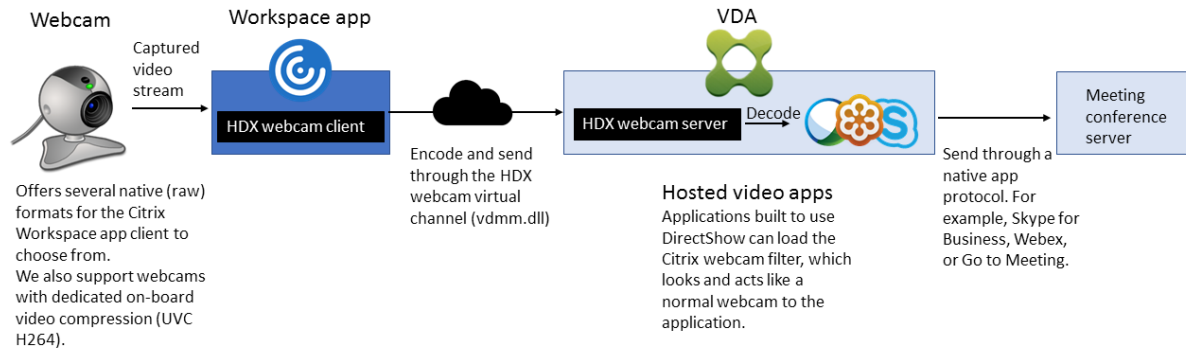 Webcam
Captured
video
stream
Offers several native (raw)
formats for the Citrix
Workspace app client to
choose from.
We also support webcams
with dedicated on-board
video compression (UVC
H264).
Workspace app
HDX webcam client
Encode and send
through the HDX
webcam virtual
channel (vdmm.dll)
VDA
HDX webcam server
Decode
S
Hosted video apps
Applications built to use
DirectShow can load the
Citrix webcam filter, which
looks and acts like a
normal webcam to the
application.
Send through a
native app
protocol. For
example, Skype for
Business, Webex,
or Go to Meeting.
Meeting
conference
server